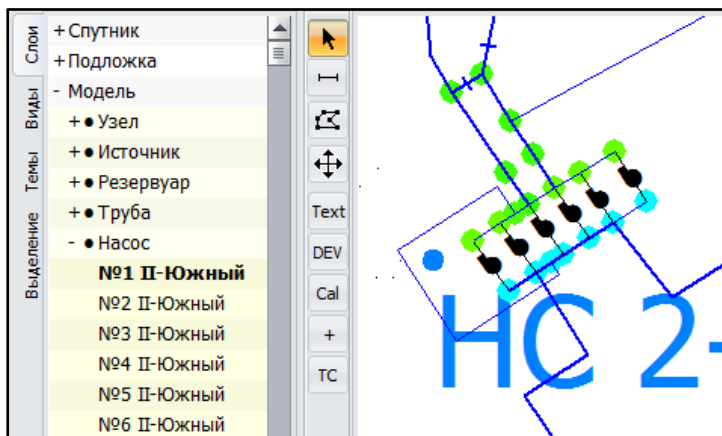 Слои
Виды
Темы
Выделение
+ Спутник
+ Подложка
- Модель
+ ● Узел
+ ● Источник
+ ● Резервуар
+ ● Труба
- ● Насос
№1 II-Южный
№2 II-Южный
№3 II-Южный
№4 II-Южный
№5 II-Южный
№6 II-Южный
Text
DEV
Cal
+
TC
НС 2-